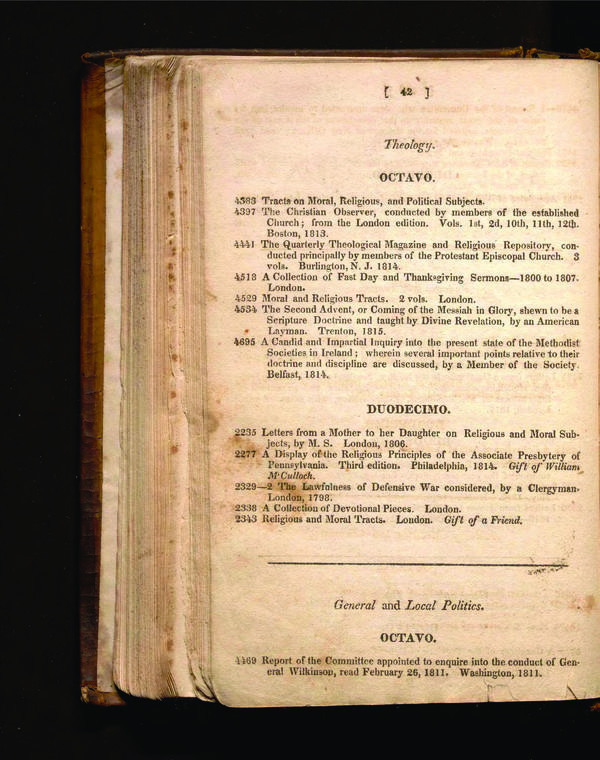 [ 42 ]
Theology.
OCTAVO.
4383 Tracts on Moral, Religious, and Political Subjects.
4397 The Christian Observer, conducted by members of the established
Church; from the London edition. Vols. 1st, 2d, 10th, 11th, 12th.
Boston, 1813.
4441 The Quarterly Theological Magazine and Religious Repository, con-
ducted principally by members of the Protestant Episcopal Church. 3
vols. Burlington, N. J. 1814.
4513 A Collection of Fast Day and Thanksgiving Sermons—1800 to 1807.
London.
4529 Moral and Religious Tracts. 2 vols. London.
4534 The Second Advent, or Coming of the Messiah in Glory, shewn to be a
Scripture Doctrine and taught by Divine Revelation, by an American
Layman. Trenton, 1815.
4695 A Candid and Impartial Inquiry into the present state of the Methodist
Societies in Ireland; wherein several important points relative to their
doctrine and discipline are discussed, by a Member of the Society.
Belfast, 1814.
DUODECIMO.
2235 Letters from a Mother to her Daughter on Religious and Moral Sub-
jects, by M. S. London, 1806.
2277 A Display of the Religious Principles of the Associate Presbytery of
Pennsylvania. Third edition. Philadelphia, 1814. Gift of William
M'Culloch.
2329—2 The Lawfulness of Defensive War considered, by a Clergyman.
London, 1798.
2338 A Collection of Devotional Pieces. London.
2343 Religious and Moral Tracts. London. Gift of a Friend.
General and Local Politics.
OCTAVO.
4469 Report of the Committee appointed to enquire into the conduct of Gen-
eral Wilkinson, read February 26, 1811. Washington, 1811.